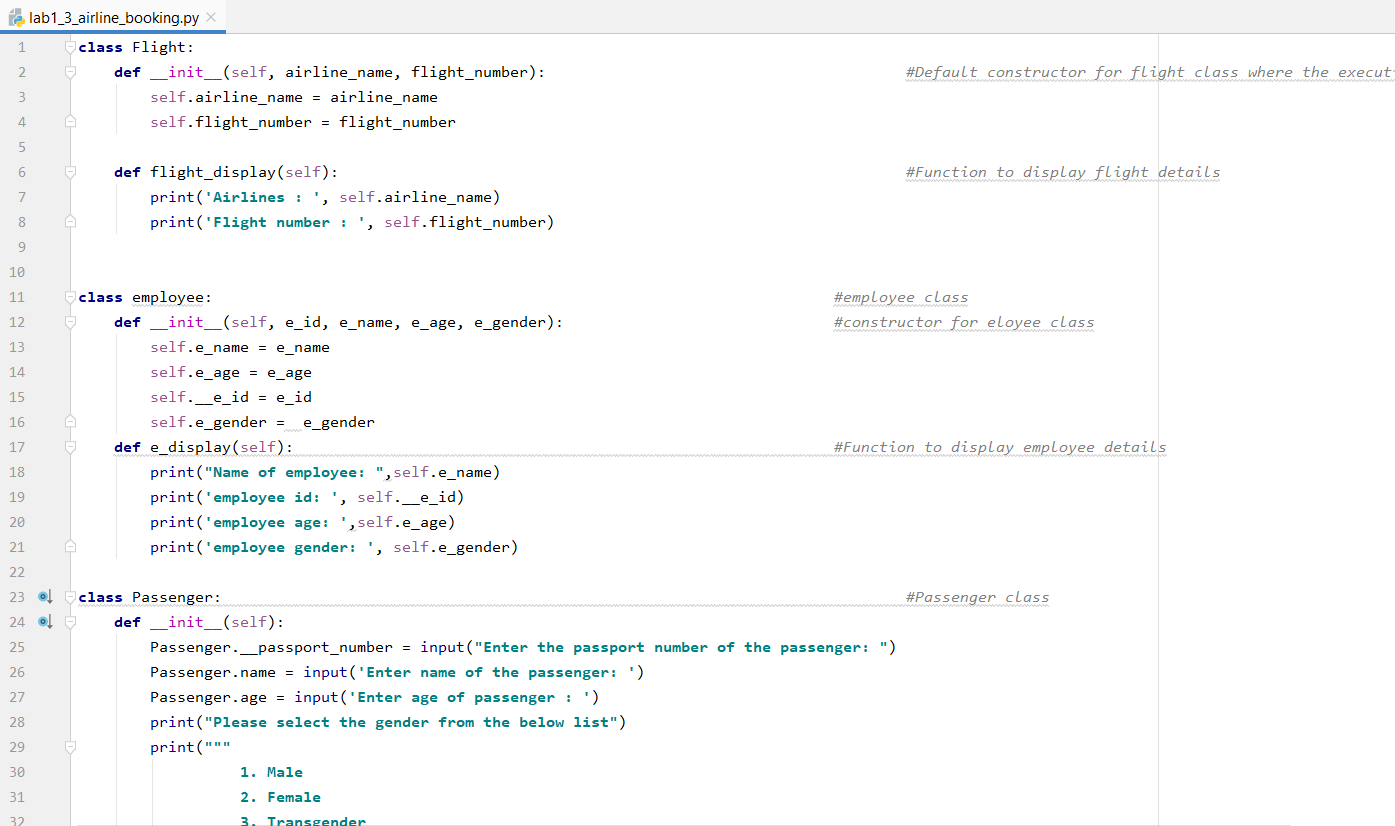 lab1_3_airline_booking.py
1 class Flight:
2 def __init__(self, airline_name, flight_number): #Default constructor for flight class where the
3 self.airline_name = airline_name
4 self.flight_number = flight_number
5
6 def flight_display(self): #Function to display flight details
7 print('Airlines : ', self.airline_name)
8 print('Flight number : ', self.flight_number)
9
10
11 class employee: #employee class
12 def __init__(self, e_id, e_name, e_age, e_gender): #constructor for eloyee class
13 self.e_name = e_name
14 self.e_age = e_age
15 self.__e_id = e_id
16 self.e_gender =  e_gender
17 def e_display(self): #Function to display employee details
18 print("Name of employee: ",self.e_name)
19 print('employee id: ', self.__e_id)
20 print('employee age: ',self.e_age)
21 print('employee gender: ', self.e_gender)
22
23 class Passenger: #Passenger class
24 def __init__(self):
25 Passenger.__passport_number = input("Enter the passport number of the passenger: ")
26 Passenger.name = input('Enter name of the passenger: ')
27 Passenger.age = input('Enter age of passenger : ')
28 print("Please select the gender from the below list")
29 print("""
30 1. Male
31 2. Female
32 3. Transgender